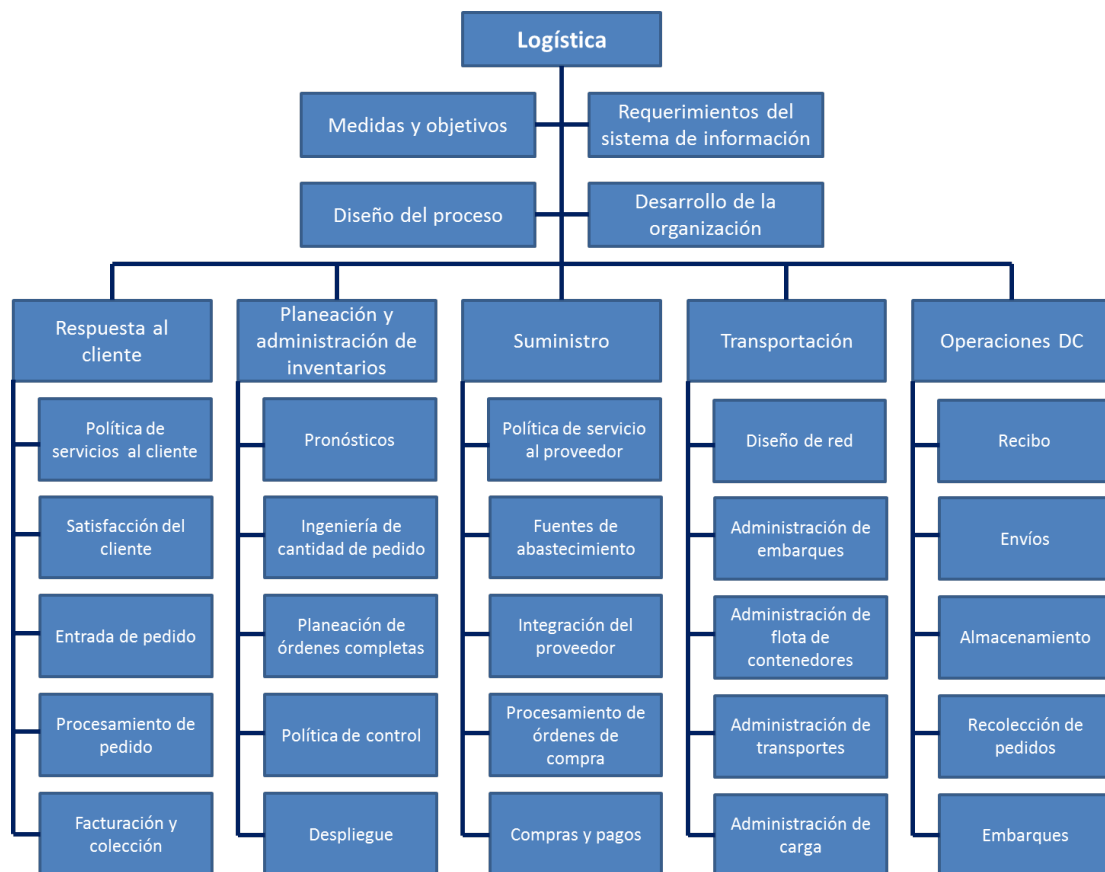 Logística
Medidas y objetivos
Requerimientos del
sistema de información
Diseño del proceso
Desarrollo de la
organización
Respuesta al
cliente
Planeación y
administración de
inventarios
Suministro
Transportación
Operaciones DC
Política de
servicios al cliente
Pronósticos
Política de servicio
al proveedor
Diseño de red
Recibo
Satisfacción del
cliente
Ingeniería de
cantidad de pedido
Fuentes de
abastecimiento
Administración de
embarques
Envíos
Entrada de pedido
Planeación de
órdenes completas
Integración del
proveedor
Administración de
flota de
contenedores
Almacenamiento
Procesamiento de
pedido
Política de control
Procesamiento de
órdenes de
compra
Administración de
transportes
Recolección de
pedidos
Facturación y
colección
Despliegue
Compras y pagos
Administración de
carga
Embarques